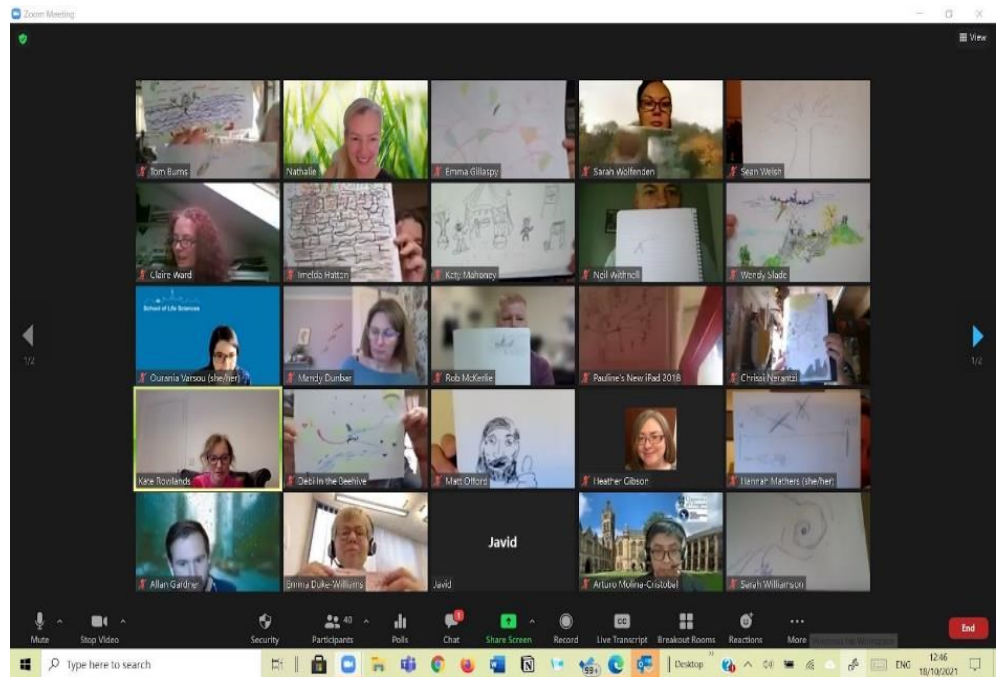 Zoom Meeting
View
Tom Burns
Nathalie
Emma Gillaspy
Sarah Wolfenden
Sean Welsh
Claire Ward
Imelda Hatton
Katy Mahoney
Neil Withnell
Wendy Slade
School of Life Sciences
Ourania Varsou (she/her)
Mandy Dunbar
Rob McKerlie
Pauline's New iPad 2018
Chrissi Nerantzi
1/2
1/2
Kate Rowlands
Debi In the Beehive
Matt Offord
Heather Gibson
Hannah Mathers (she/her)
Javid
Allan Gardner
Emma Duke-Williams
Javid
Arturo Molina-Cristobal
Sarah Williamson
40
1
CC
Mute
Stop Video
Security
Participants
Polls
Chat
Share Screen
Record
Live Transcript
Breakout Rooms
Reactions
More
End
Type here to search
99+
Desktop
ENG
12:46
18/10/2021